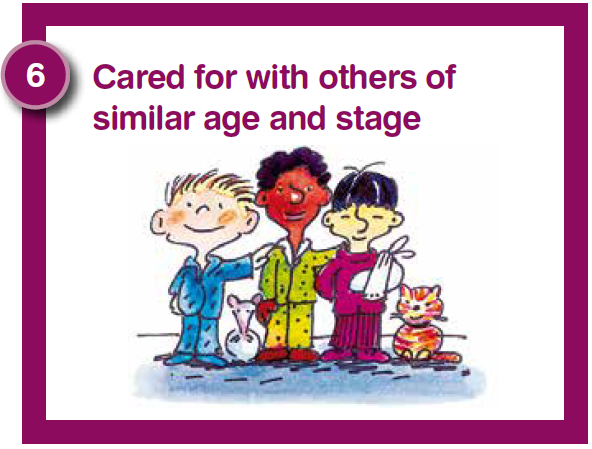 6
Cared for with others of
similar age and stage